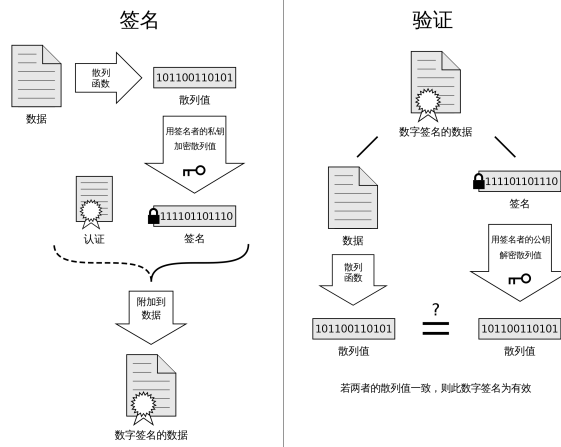 签名
散列
函数
数据
101100110101
散列值
用签名者的私钥
加密散列值
认证
111101101110
签名
附加到
数据
数字签名的数据
验证
数字签名的数据
数据
111101101110
签名
散列
函数
用签名者的公钥
解密散列值
101100110101
散列值
?
101100110101
散列值
若两者的散列值一致，则此数字签名为有效